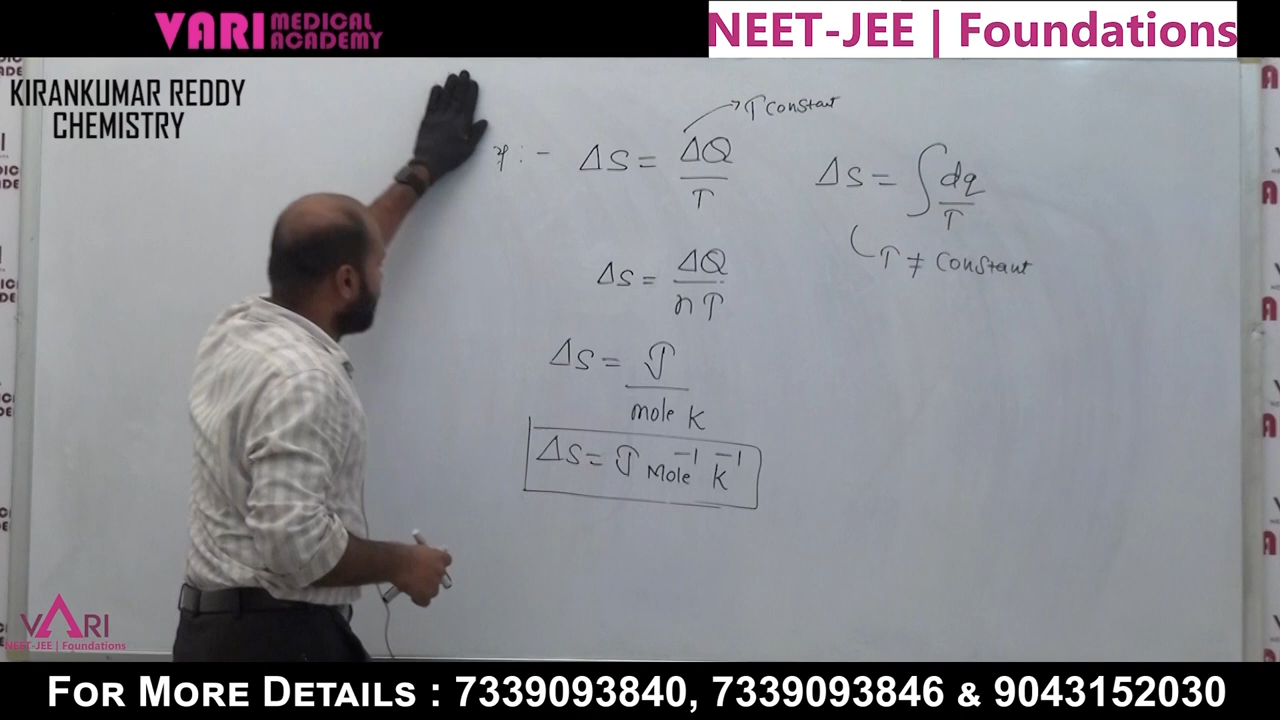 VARI MEDICAL ACADEMY
NEET-JEE | Foundations
KIRANKUMAR REDDY
CHEMISTRY
T constant
:- ΔS = ΔQ / T
ΔS = ∫ dq / T
T ≠ constant
ΔS = ΔQ / nT
ΔS = J / mole K
ΔS = J mole⁻¹ K⁻¹
VARI
NEET-JEE | Foundations
FOR MORE DETAILS : 7339093840, 7339093846 & 9043152030